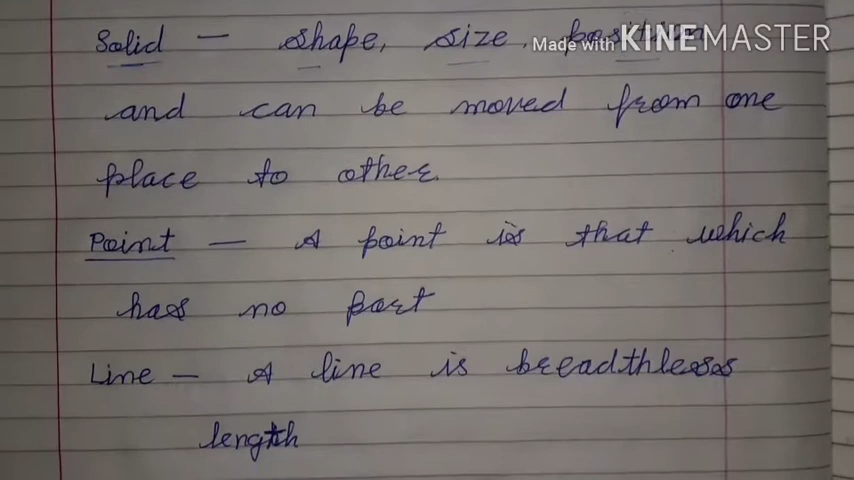 Solid - shape, size, position
Made with KINEMASTER
and can be moved from one
place to other.
Point - A point is that which
has no part
Line - A line is breadthless
length